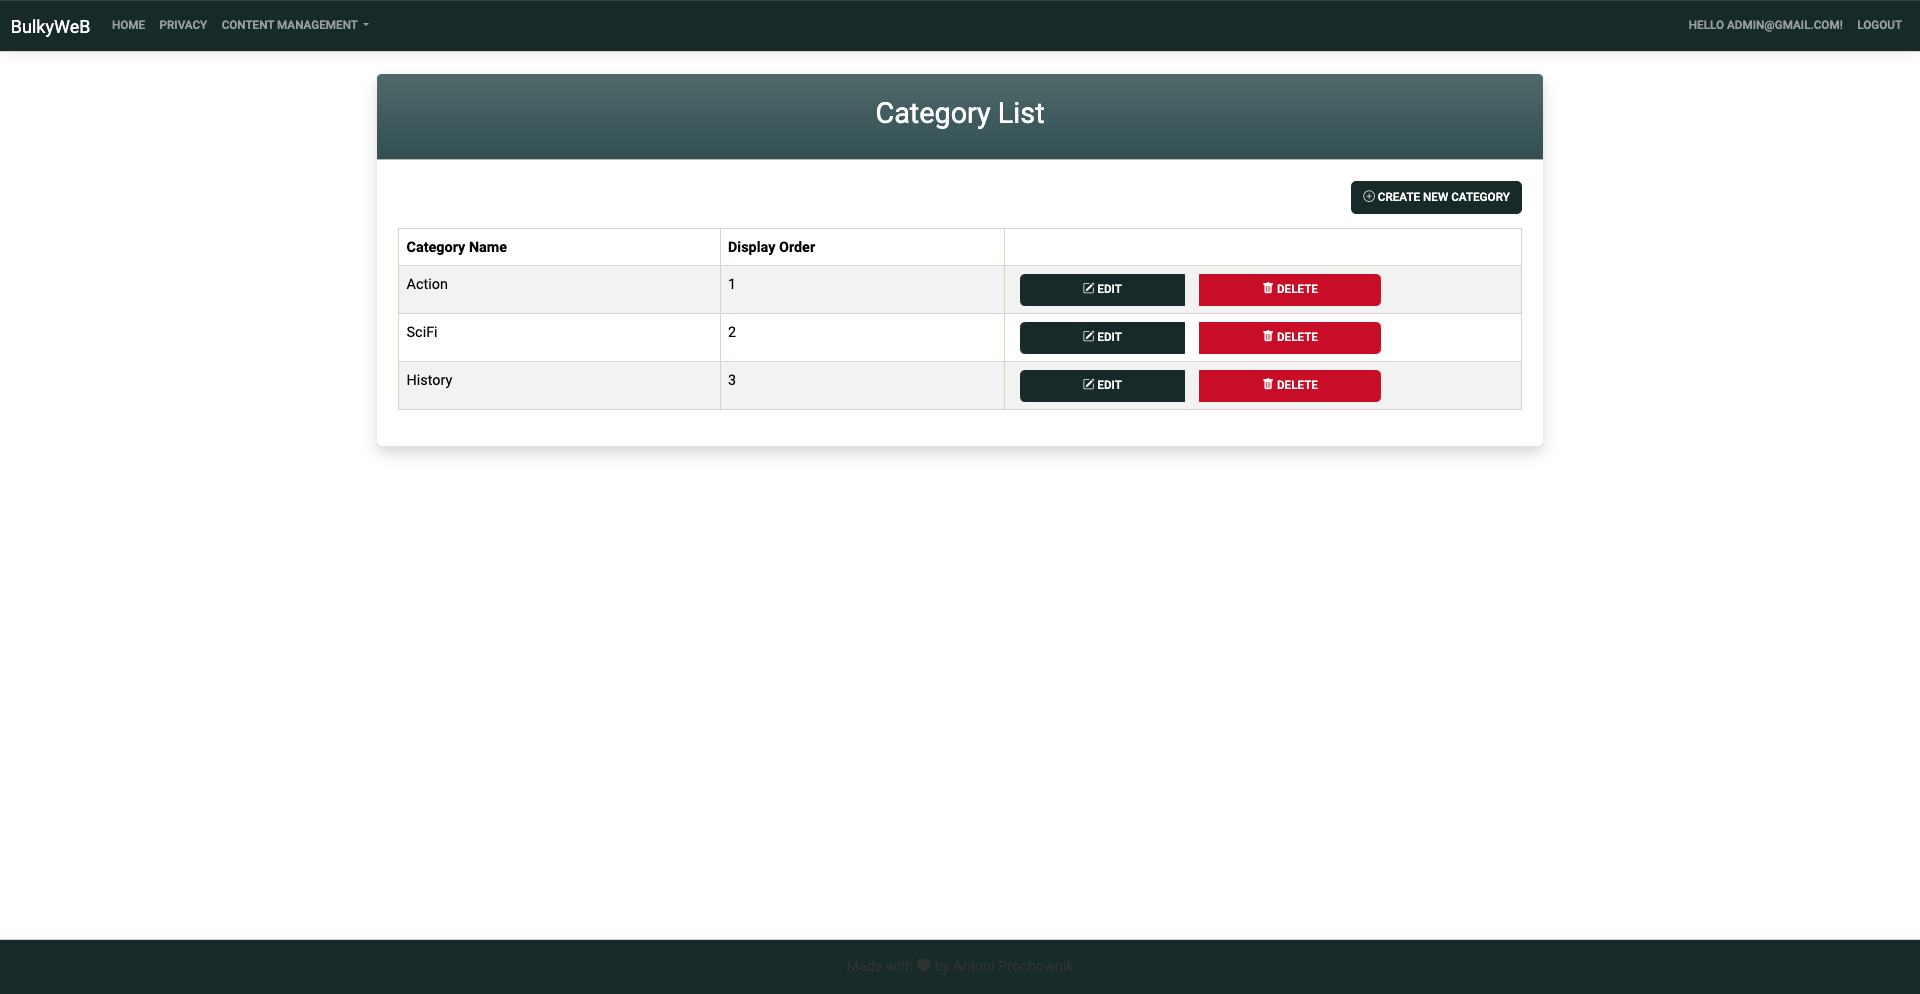 BulkyWeB HOME PRIVACY CONTENT MANAGEMENT HELLO ADMIN@GMAIL.COM! LOGOUT
Category List
CREATE NEW CATEGORY
Category Name Display Order
Action 1 EDIT DELETE
SciFi 2 EDIT DELETE
History 3 EDIT DELETE
Made with by Antoni Prochownik